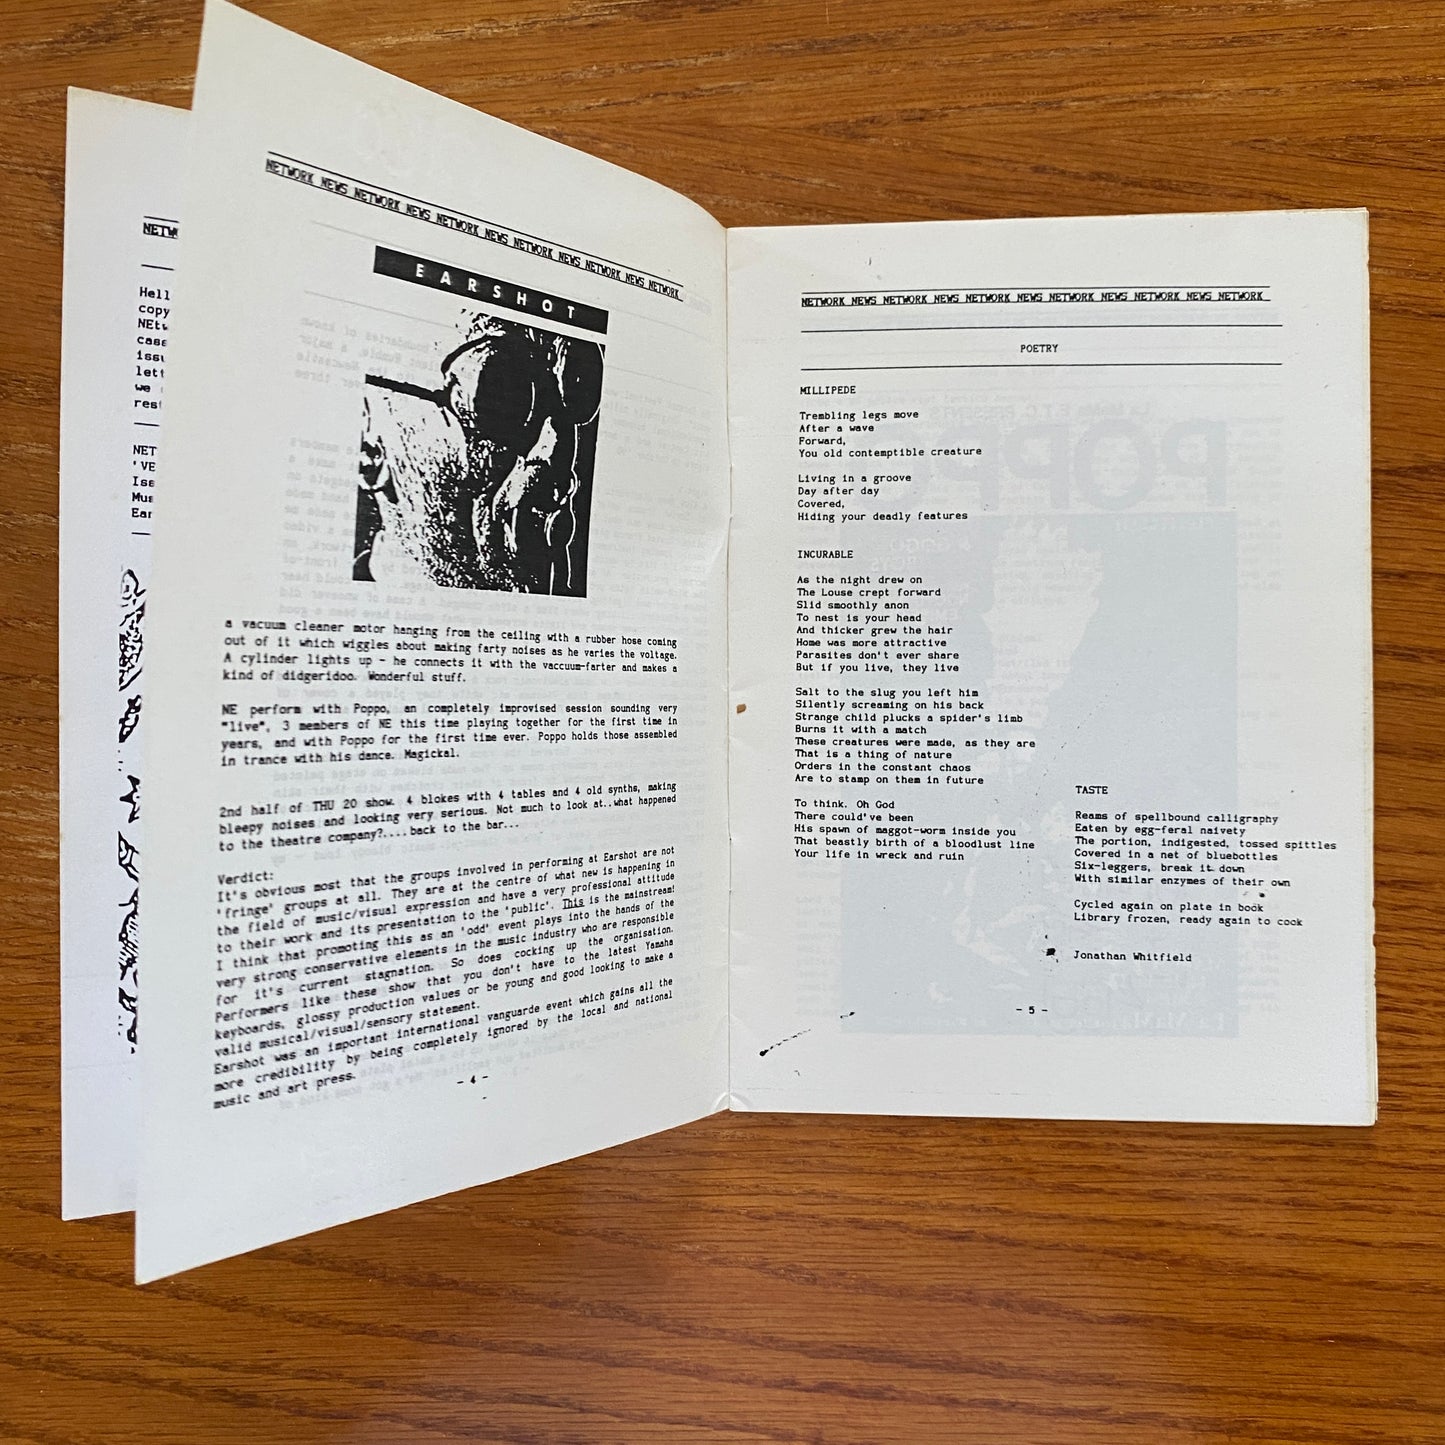 NETW
Hell
copy
NEtw
case
issu
lett
we
rest
NET
'VE
Ise
Mus
Ear
NETWORK NEWS NETWORK NEWS NETWORK NEWS NETWORK NEWS NETWORK NEWS NETWORK
EARSHOT
a vacuum cleaner motor hanging from the ceiling with a rubber hose coming
out of it which wiggles about making farty noises as he varies the voltage.
A cylinder lights up - he connects it with the vaccuum-farter and makes a
kind of didgeridoo. Wonderful stuff.
NE perform with Poppo, an completely improvised session sounding very
"live", 3 members of NE this time playing together for the first time in
years, and with Poppo for the first time ever. Poppo holds those assembled
in trance with his dance. Magickal.
2nd half of THU 20 show. 4 blokes with 4 tables and 4 old synths, making
bleepy noises and looking very serious. Not much to look at..what happened
to the theatre company?....back to the bar...
Verdict:
It's obvious most that the groups involved in performing at Earshot are not
'fringe' groups at all. They are at the centre of what new is happening in
the field of music/visual expression and have a very professional attitude
to their work and its presentation to the 'public'. This is the mainstream!
I think that promoting this as an 'odd' event plays into the hands of the
very strong conservative elements in the music industry who are responsible
for it's current stagnation. So does cocking up the organisation.
Performers like these show that you don't have to the latest Yamaha
keyboards, glossy production values or be young and good looking to make a
valid musical/visual/sensory statement.
Earshot was an important international vanguarde event which gains all the
more credibility by being completely ignored by the local and national
music and art press.
- 4 -
NETWORK NEWS NETWORK NEWS NETWORK NEWS NETWORK NEWS NETWORK NEWS NETWORK
POETRY
MILLIPEDE
Trembling legs move
After a wave
Forward,
You old contemptible creature
Living in a groove
Day after day
Covered,
Hiding your deadly features
INCURABLE
As the night drew on
The Louse crept forward
Slid smoothly anon
To nest is your head
And thicker grew the hair
Home was more attractive
Parasites don't ever share
But if you live, they live
Salt to the slug you left him
Silently screaming on his back
Strange child plucks a spider's limb
Burns it with a match
These creatures were made, as they are
That is a thing of nature
Orders in the constant chaos
Are to stamp on them in future
To think. Oh God
There could've been
His spawn of maggot-worm inside you
That beastly birth of a bloodlust line
Your life in wreck and ruin
TASTE
Reams of spellbound calligraphy
Eaten by egg-feral naivety
The portion, indigested, tossed spittles
Covered in a net of bluebottles
Six-leggers, break it down
With similar enzymes of their own
Cycled again on plate in book
Library frozen, ready again to cook
Jonathan Whitfield
- 5 -